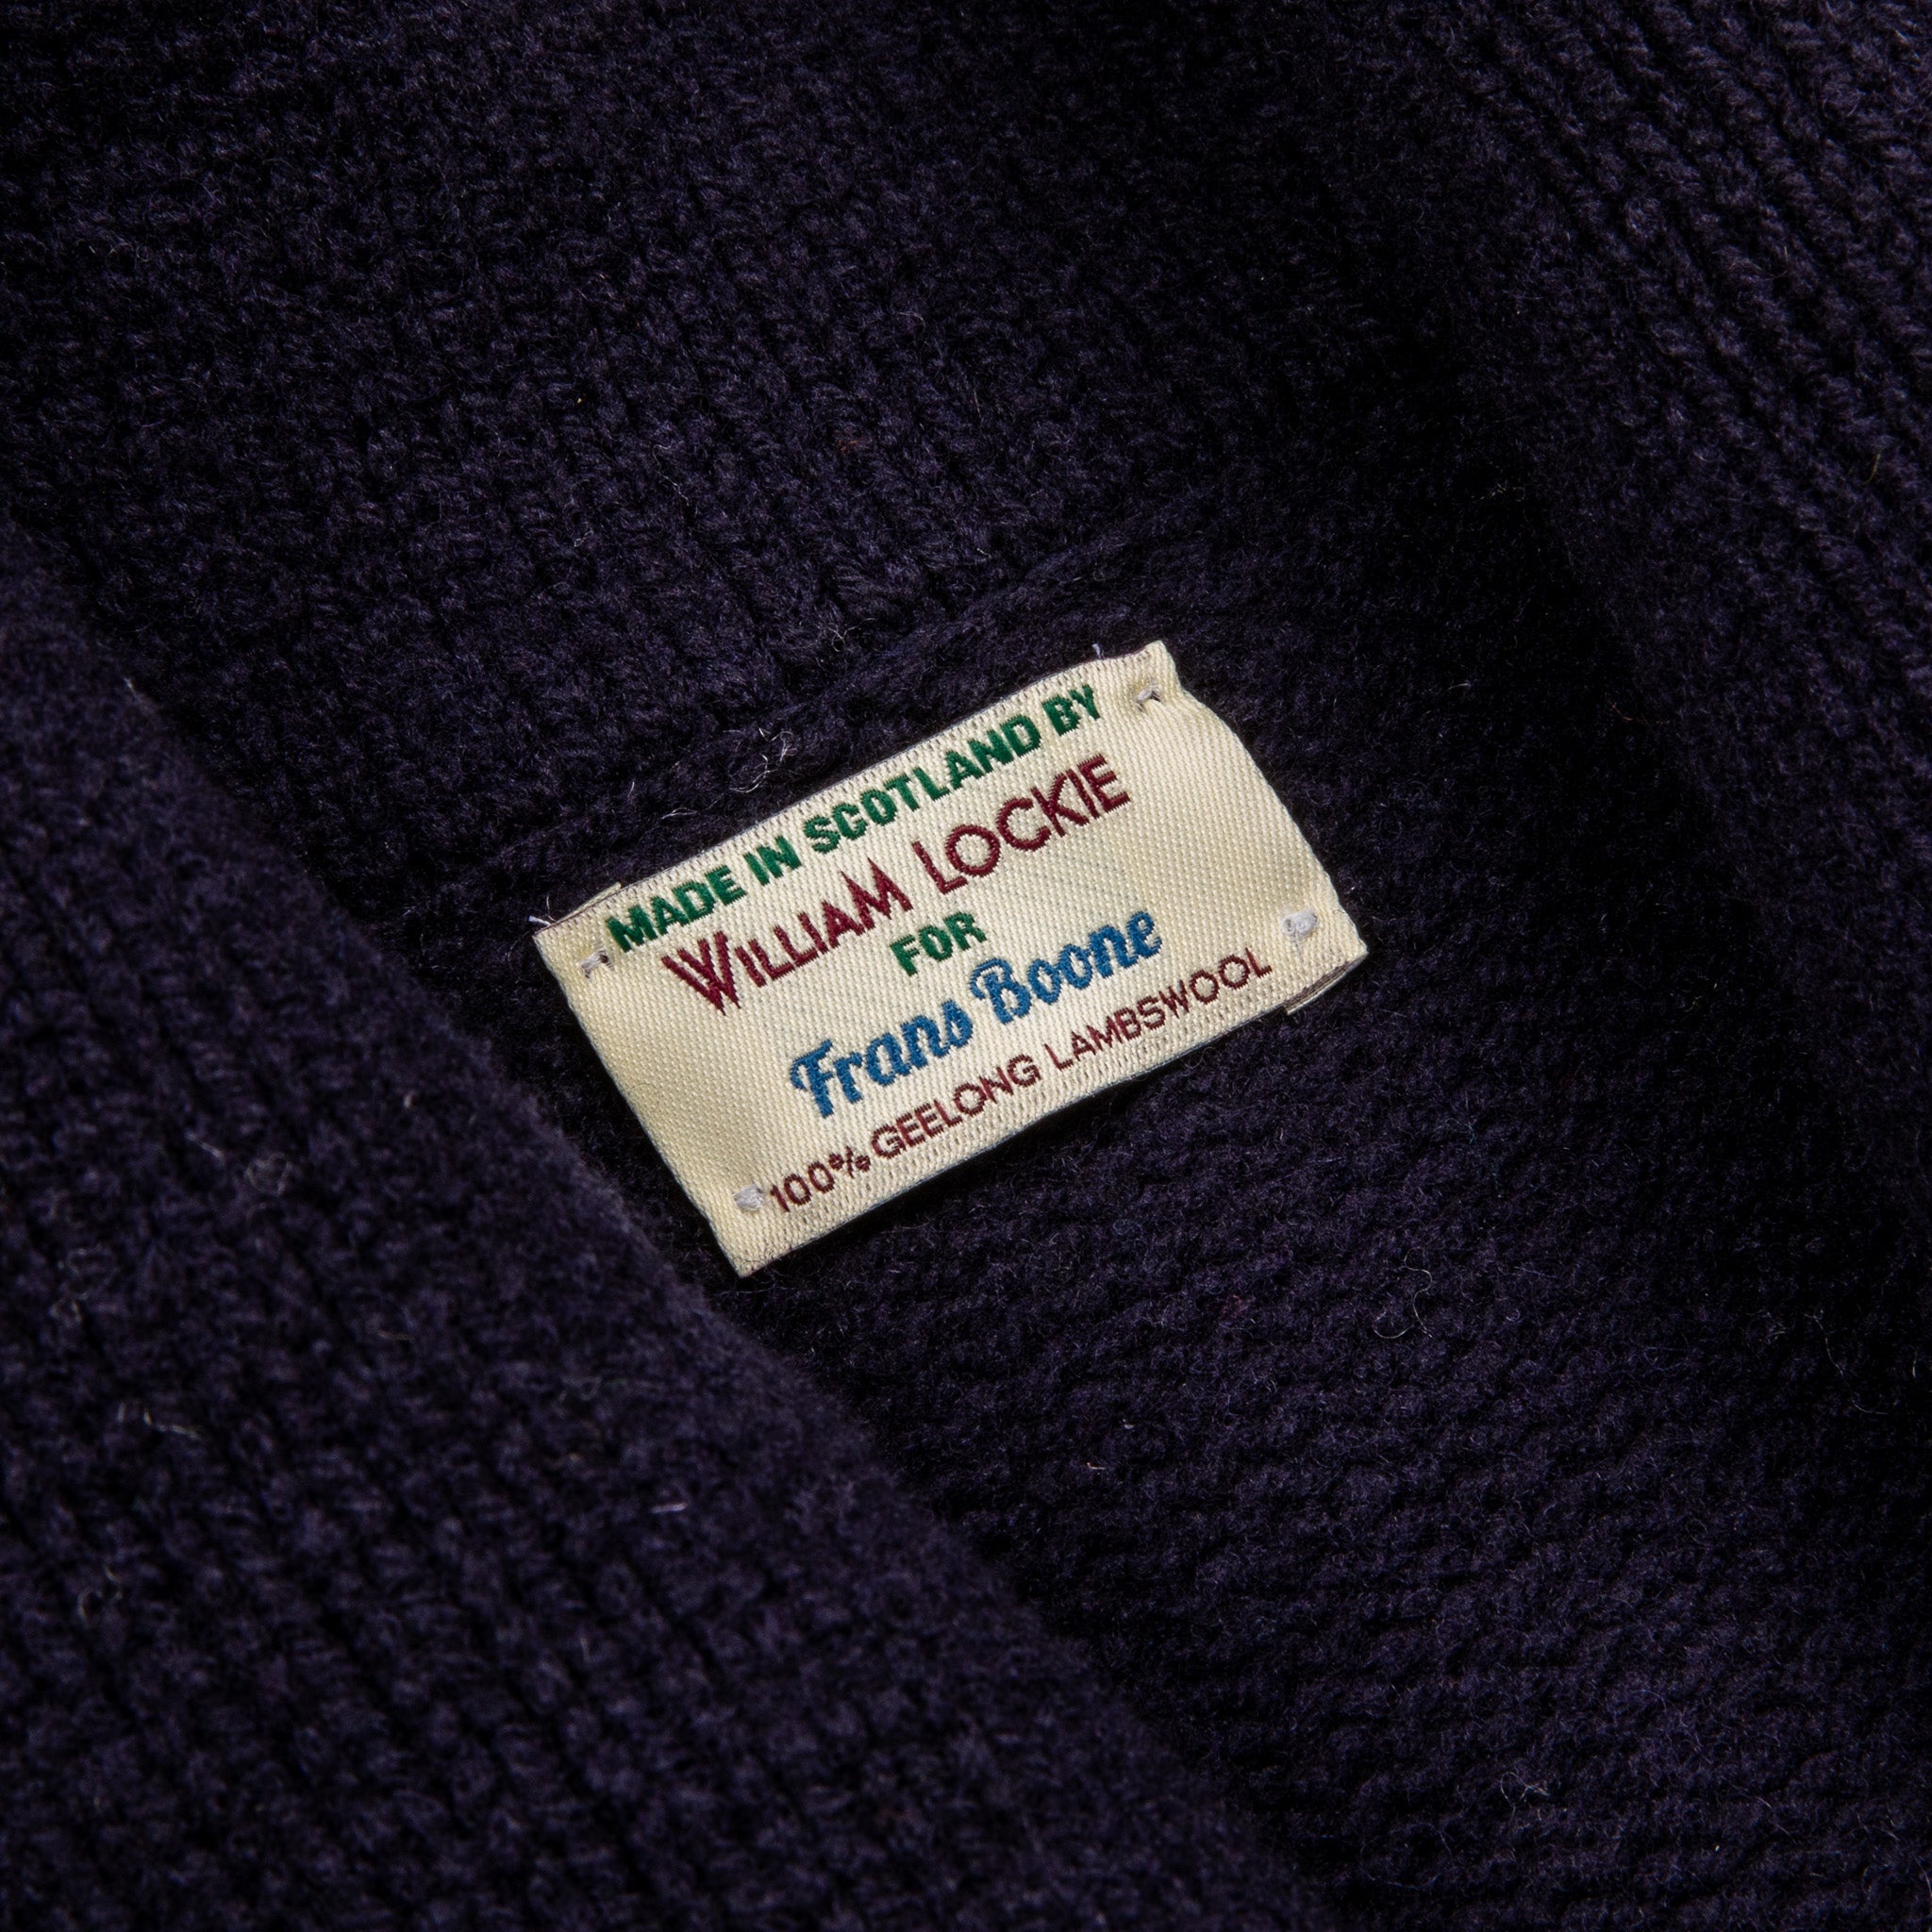 MADE IN SCOTLAND BY
WILLIAM LOCKIE
FOR
Frans Boone
100% GEELONG LAMBSWOOL